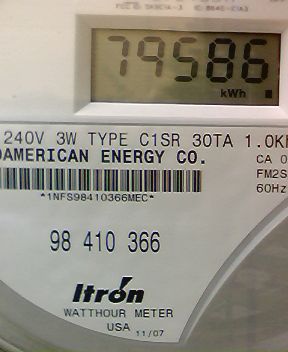 79586
kWh
240V 3W TYPE C1SR 30TA 1.0K
AMERICAN ENERGY CO.
CA 0
FM2S
60Hz
*1NFS98410366MEC*
98 410 366
Itrón
WATTHOUR METER
USA 11/07